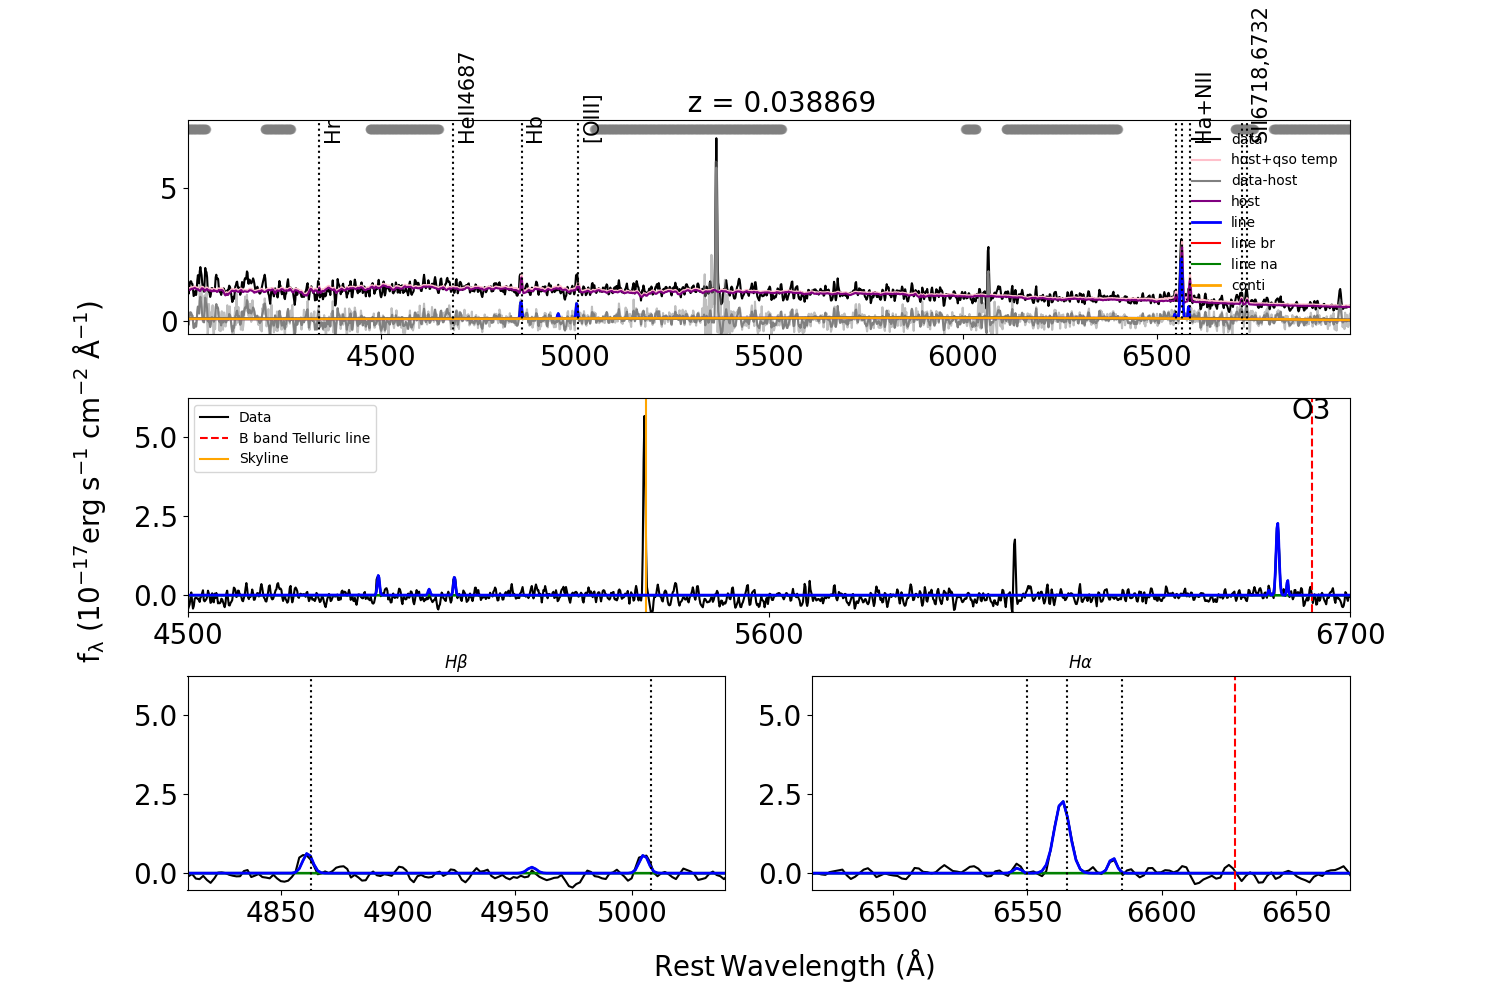 z = 0.038869
Hr
HeII4687
Hb
[OIII]
Ha+NII
SII6718,6732
data
host+qso temp
data-host
host
line
line br
line na
conti
5
0
4500
5000
5500
6000
6500
Data
B band Telluric line
Skyline
O3
5.0
2.5
0.0
4500
5600
6700
fλ (10−17erg s−1 cm−2 Å−1)
Hβ
5.0
2.5
0.0
4850
4900
4950
5000
Hα
5.0
2.5
0.0
6500
6550
6600
6650
Rest Wavelength (Å)